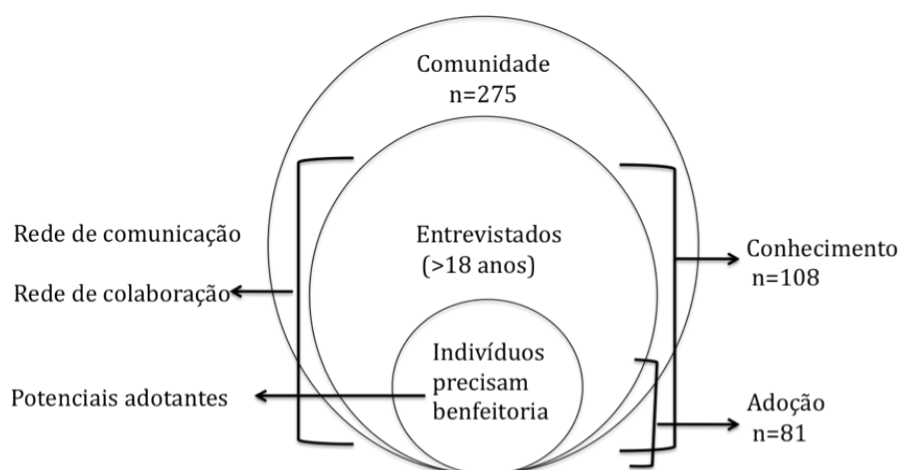 Comunidade
n=275
Rede de comunicação
Rede de colaboração
Potenciais adotantes
Entrevistados
(>18 anos)
Indivíduos
precisam
benfeitoria
Conhecimento
n=108
Adoção
n=81